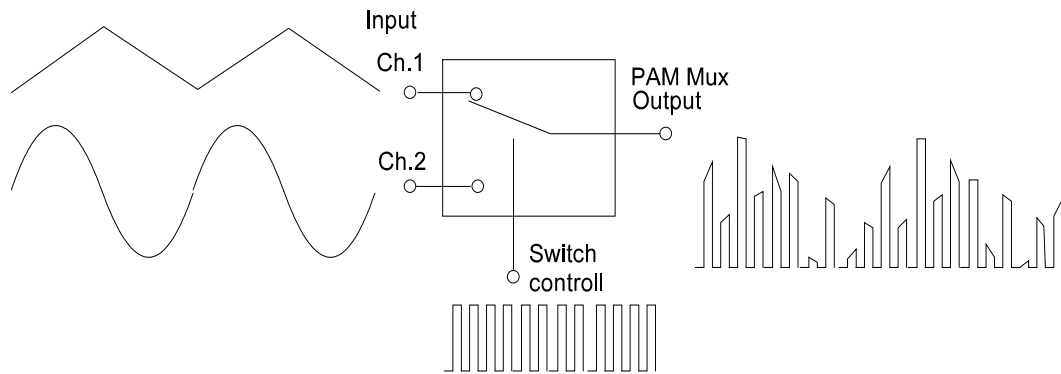 Input
Ch.1
PAM Mux
Output
Ch.2
Switch
controll